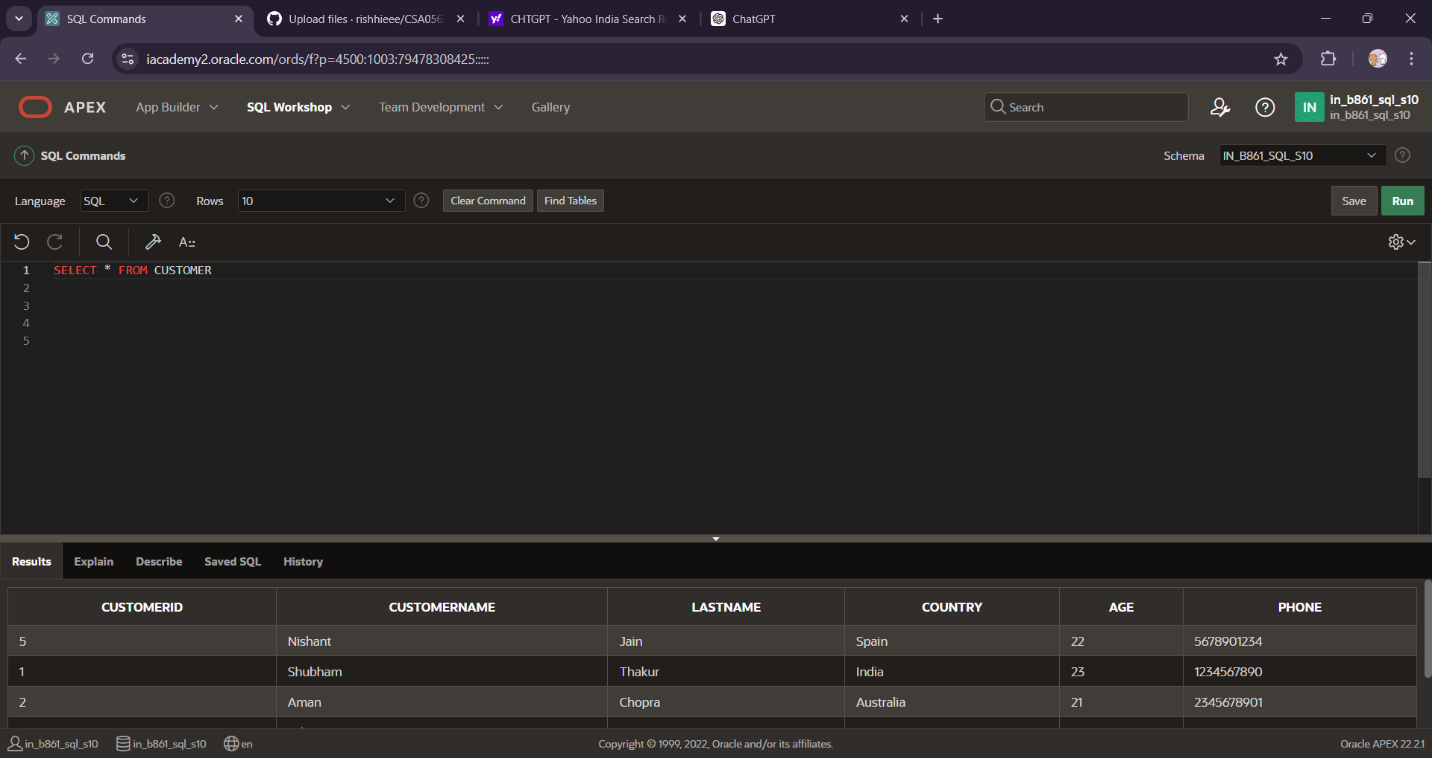 SQL Commands
Upload files · rishhieee/CSA056
CHTGPT - Yahoo India Search R
ChatGPT
iacademy2.oracle.com/ords/f?p=4500:1003:79478308425:::::
APEX App Builder SQL Workshop Team Development Gallery
Search
IN
in_b861_sql_s10
in_b861_sql_s10
SQL Commands
Schema IN_B861_SQL_S10
Language SQL Rows 10 Clear Command Find Tables Save Run
A::
1 SELECT * FROM CUSTOMER
2
3
4
5
Results Explain Describe Saved SQL History
CUSTOMERID CUSTOMERNAME LASTNAME COUNTRY AGE PHONE
5 Nishant Jain Spain 22 5678901234
1 Shubham Thakur India 23 1234567890
2 Aman Chopra Australia 21 2345678901
in_b861_sql_s10 in_b861_sql_s10 en Copyright © 1999, 2022, Oracle and/or its affiliates. Oracle APEX 22.2.1